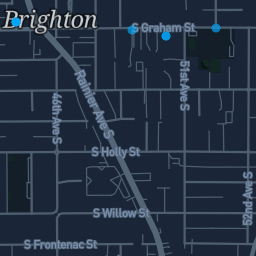 Brighton
S Graham St
Rainier Ave S
51st Ave S
46th Ave S
S Holly St
52nd Ave S
S Willow St
S Frontenac St